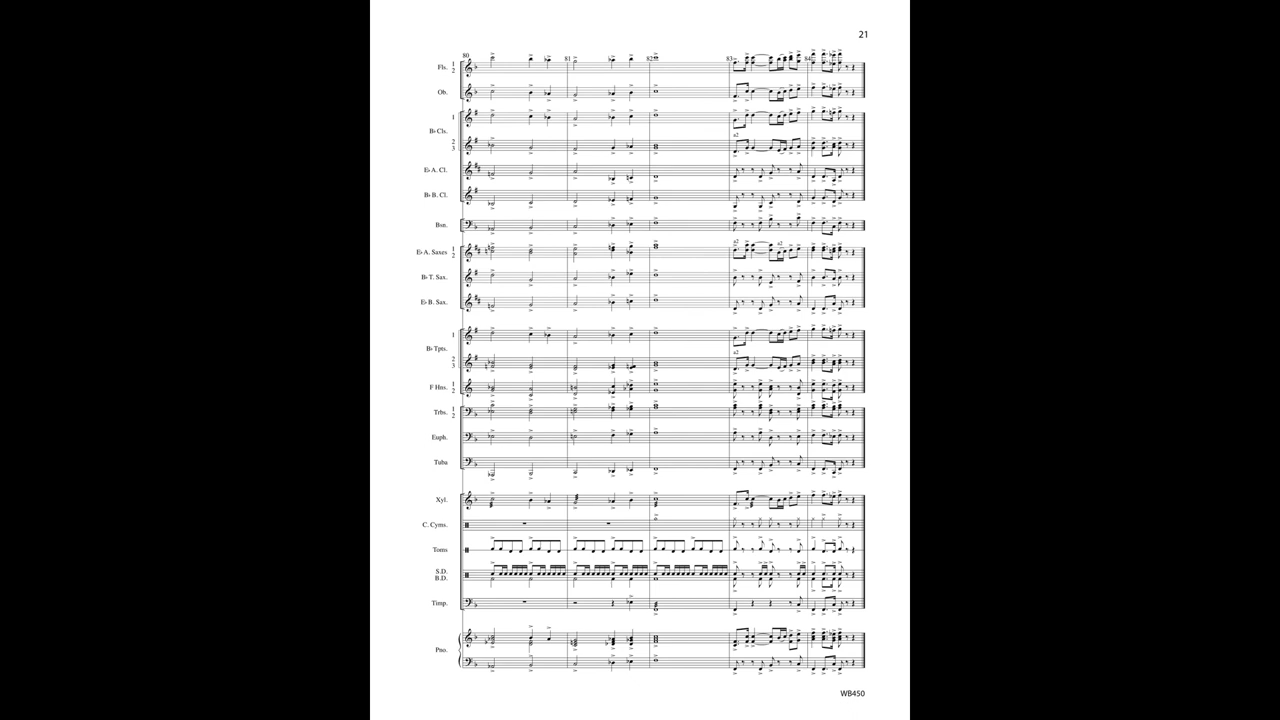 21
80 81 82 83 84
Fls. 1 2
Ob.
B♭ Cls. 1
a2
2 3
E♭ A. Cl.
B♭ B. Cl.
Bsn.
a2 a2
E♭ A. Saxes 1 2
B♭ T. Sax.
E♭ B. Sax.
B♭ Tpts. 1
a2
2 3
F Hns. 1 2
Trbs. 1 2
Euph.
Tuba
Xyl.
C. Cyms.
Toms
S.D.
B.D.
Timp.
Pno.
WB450